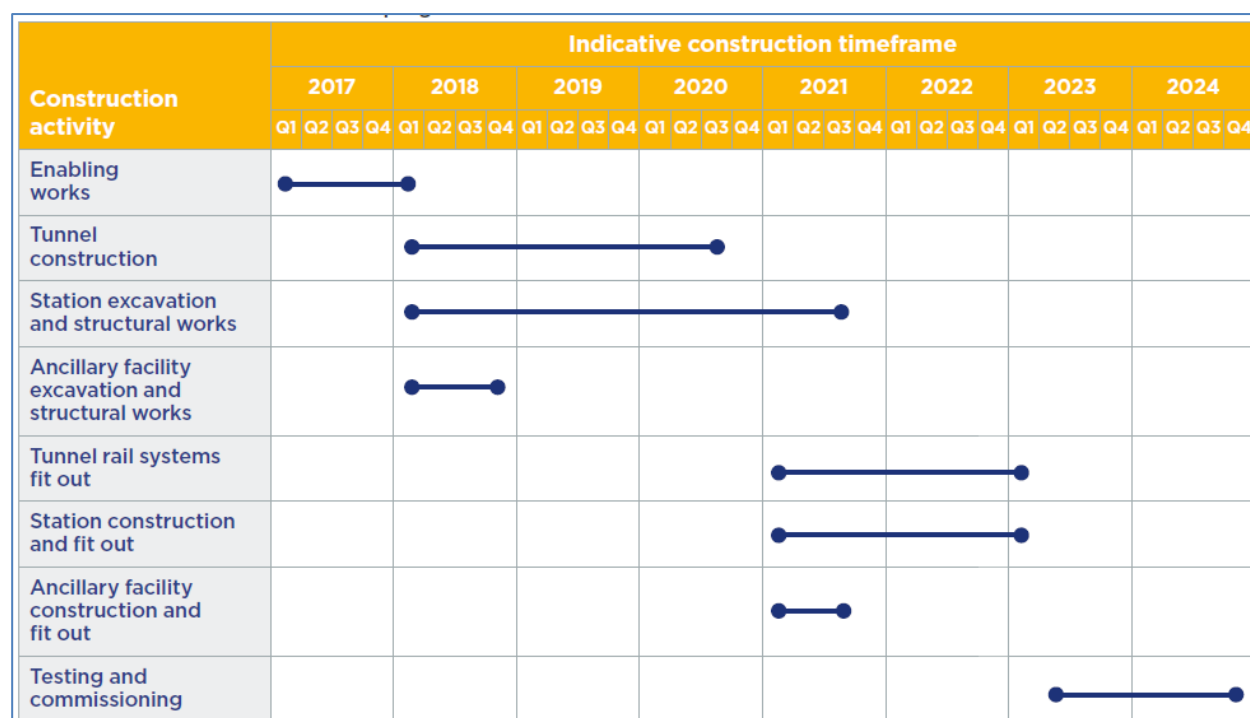 Indicative construction timeframe
Construction
activity
2017 2018 2019 2020 2021 2022 2023 2024
Q1 Q2 Q3 Q4 Q1 Q2 Q3 Q4 Q1 Q2 Q3 Q4 Q1 Q2 Q3 Q4 Q1 Q2 Q3 Q4 Q1 Q2 Q3 Q4 Q1 Q2 Q3 Q4 Q1 Q2 Q3 Q4
Enabling
works
Tunnel
construction
Station excavation
and structural works
Ancillary facility
excavation and
structural works
Tunnel rail systems
fit out
Station construction
and fit out
Ancillary facility
construction and
fit out
Testing and
commissioning